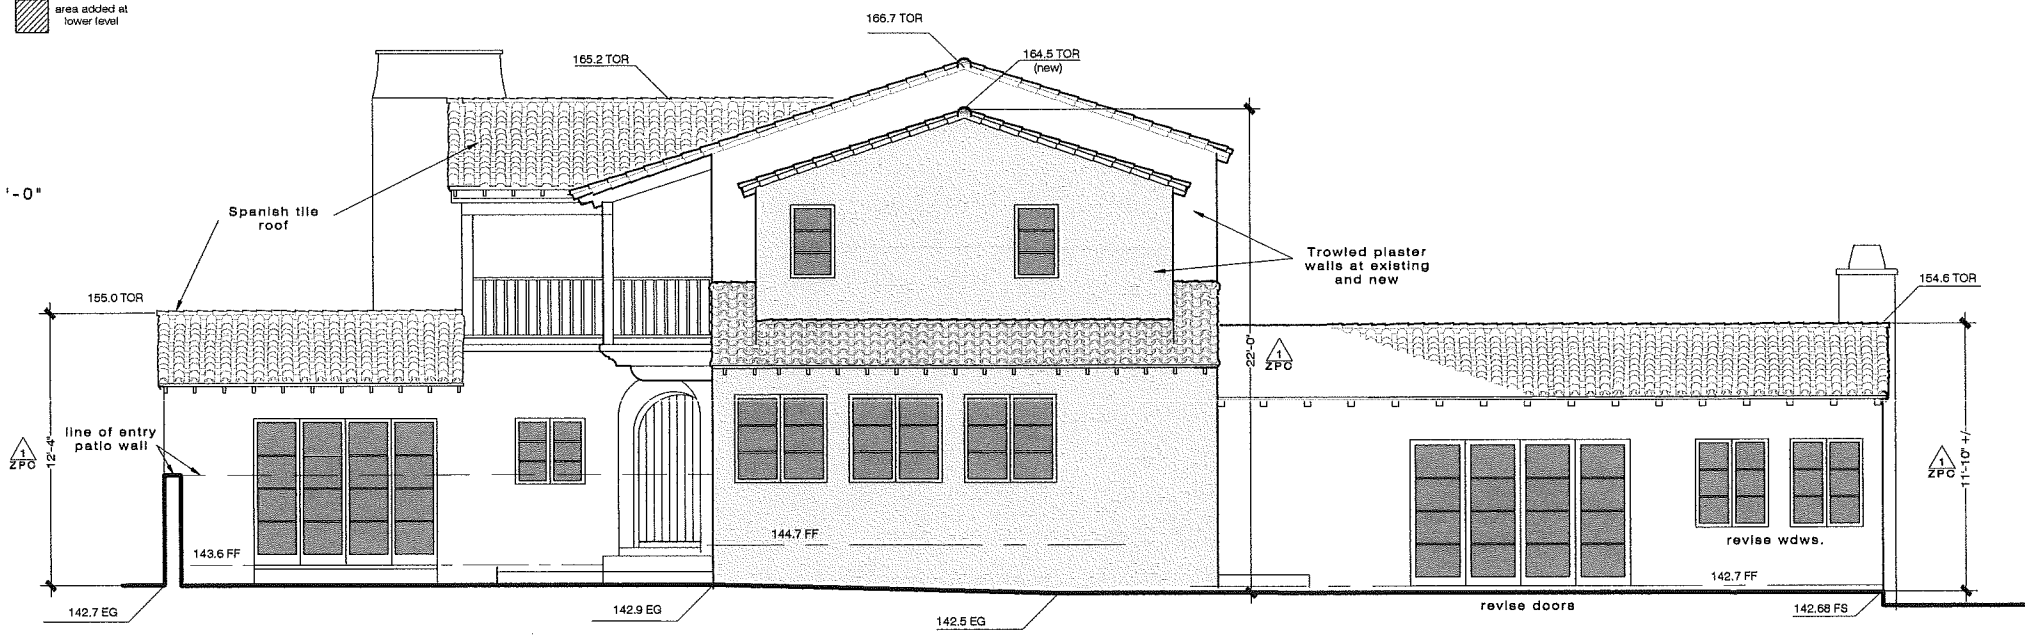 area added at
lower level
166.7 TOR
165.2 TOR
164.5 TOR
(new)
'-0"
Spanish tile
roof
Trowled plaster
walls at existing
and new
155.0 TOR
154.6 TOR
22'-0"
1
ZPC
line of entry
patio wall
1
ZPC
12'-4"
1
ZPC
11'-10" +/-
143.6 FF
144.7 FF
revise wdws.
142.7 FF
142.7 EG
142.9 EG
142.5 EG
revise doors
142.68 FS